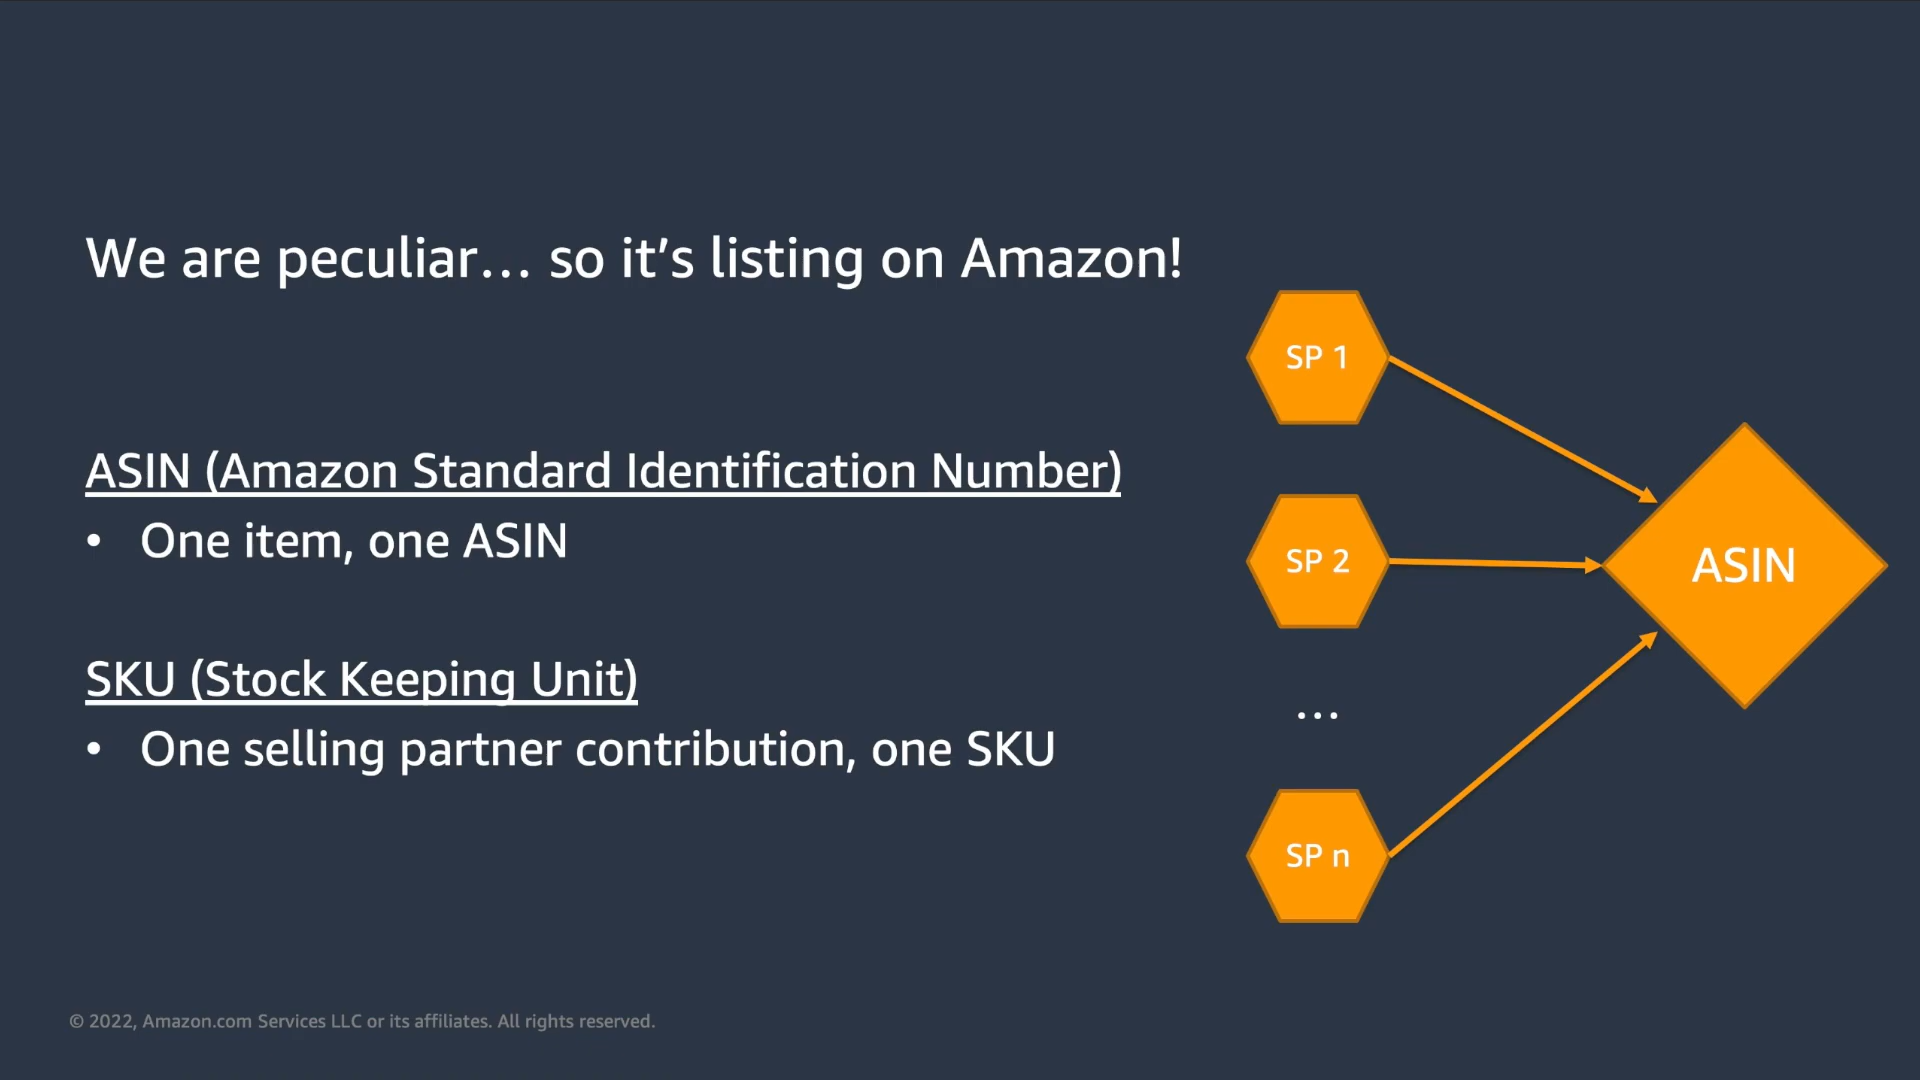 We are peculiar… so it’s listing on Amazon!
ASIN (Amazon Standard Identification Number)
• One item, one ASIN
SKU (Stock Keeping Unit)
• One selling partner contribution, one SKU
SP 1
SP 2
…
SP n
ASIN
© 2022, Amazon.com Services LLC or its affiliates. All rights reserved.